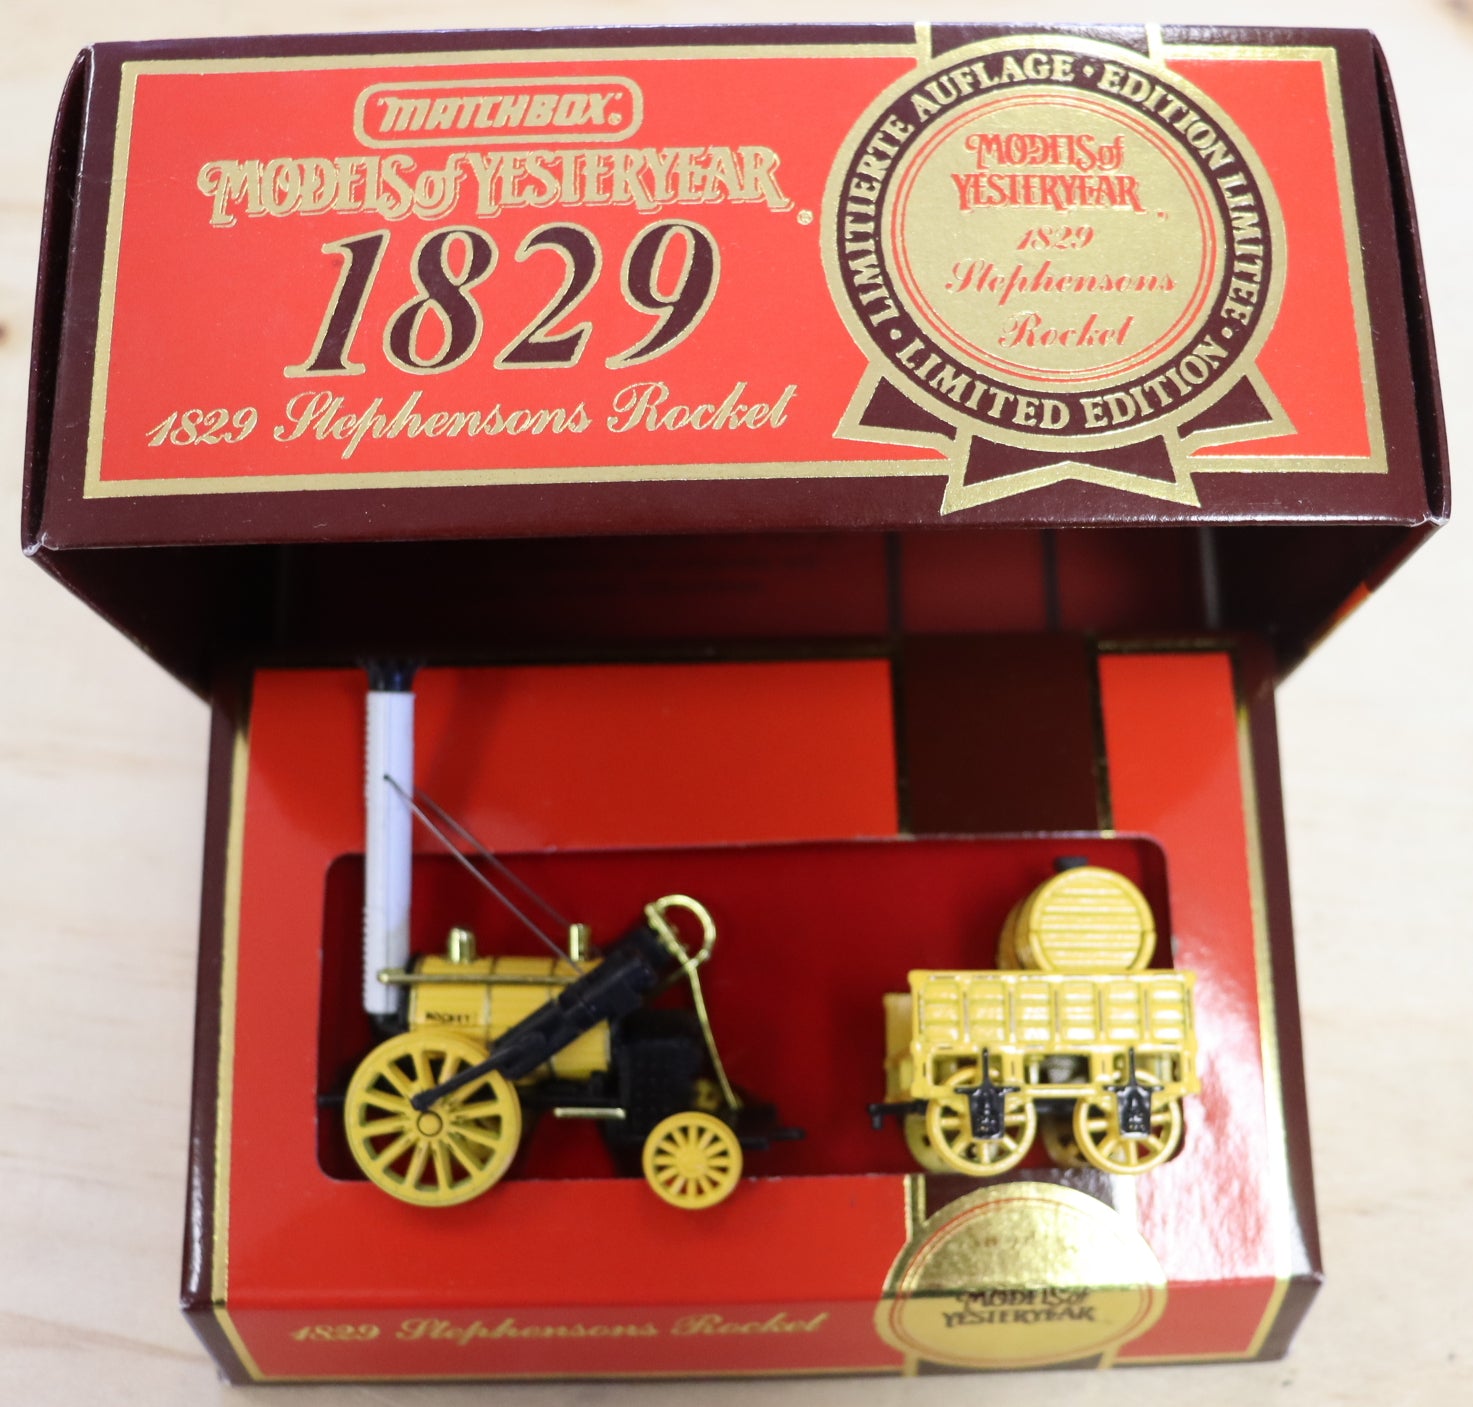 MATCHBOX®
MODELS of YESTERYEAR®
1829
1829 Stephensons Rocket
LIMITIERTE AUFLAGE • EDITION LIMITEE •
LIMITED EDITION •
MODELS of
YESTERYEAR
1829
Stephensons
Rocket
ROCKET
1829 Stephensons Rocket
MODELS of
YESTERYEAR